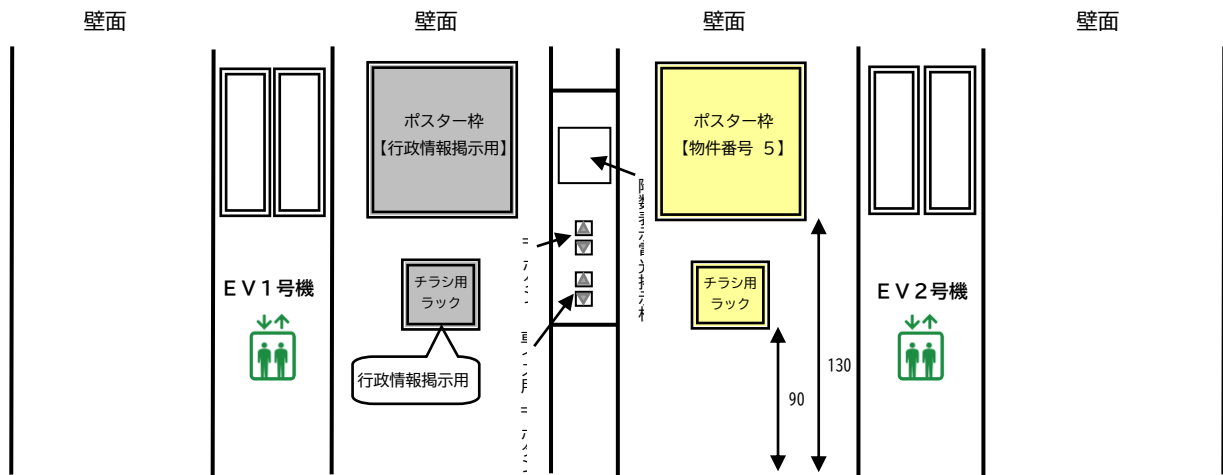 壁面
壁面
壁面
壁面
ポスター枠
【行政情報掲示用】
ポスター枠
【物件番号 5】
チラシ用
ラック
チラシ用
ラック
ＥＶ１号機
ＥＶ２号機
行政情報掲示用
130
90